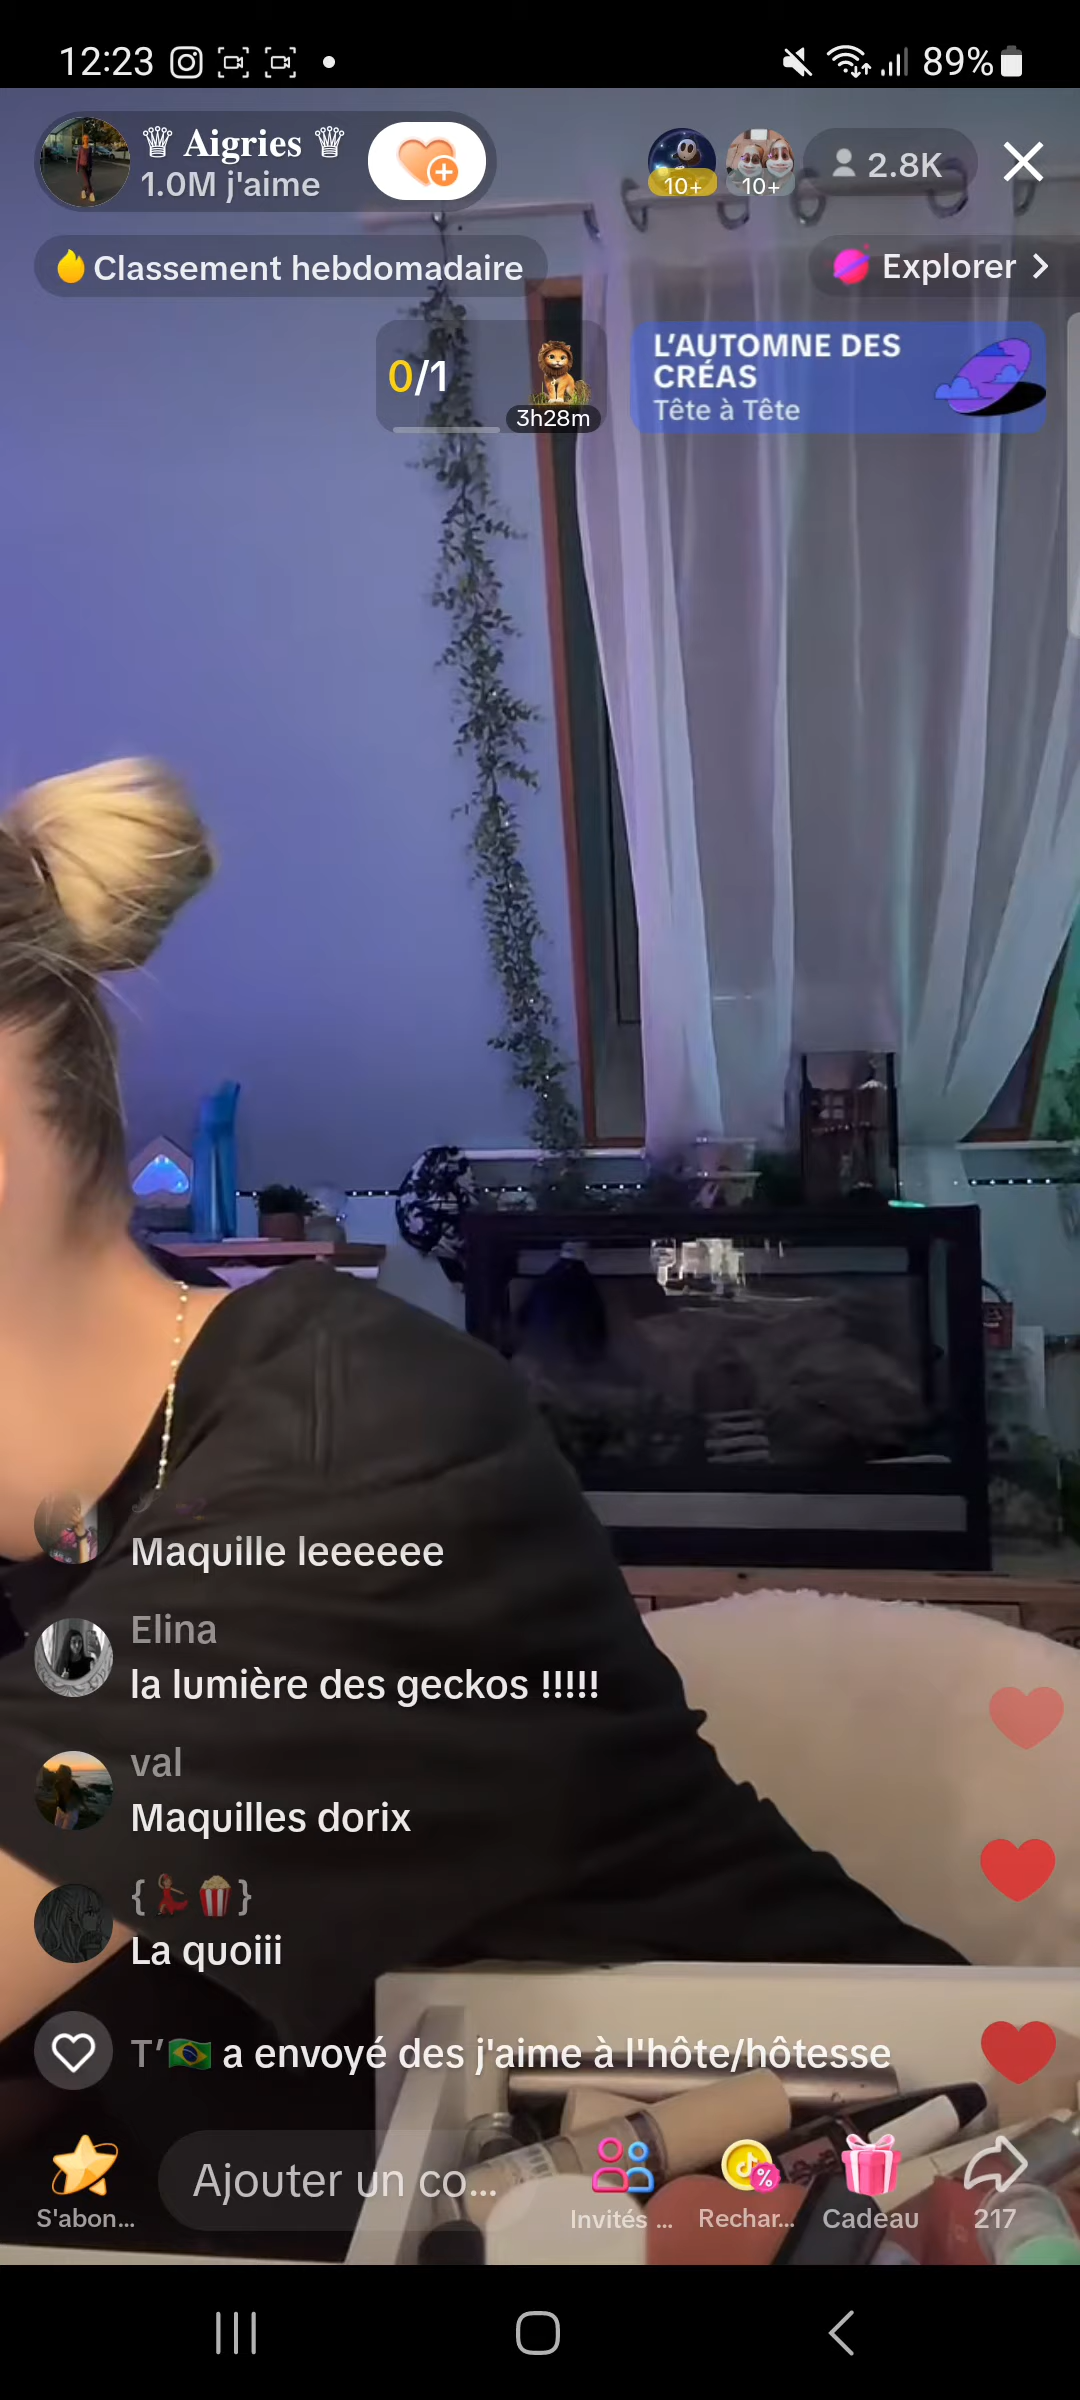 12:23
89%
♕ Aigries ♕
1.0M j'aime
10+
10+
2.8K
Classement hebdomadaire
Explorer
0/1
3h28m
L'AUTOMNE DES
CRÉAS
Tête à Tête
Maquille leeeeee
Elina
la lumière des geckos !!!!!
val
Maquilles dorix
{💃🏽🍿}
La quoiii
T'🇧🇷 a envoyé des j'aime à l'hôte/hôtesse
S'abon...
Ajouter un co...
Invités ...
Rechar...
Cadeau
217